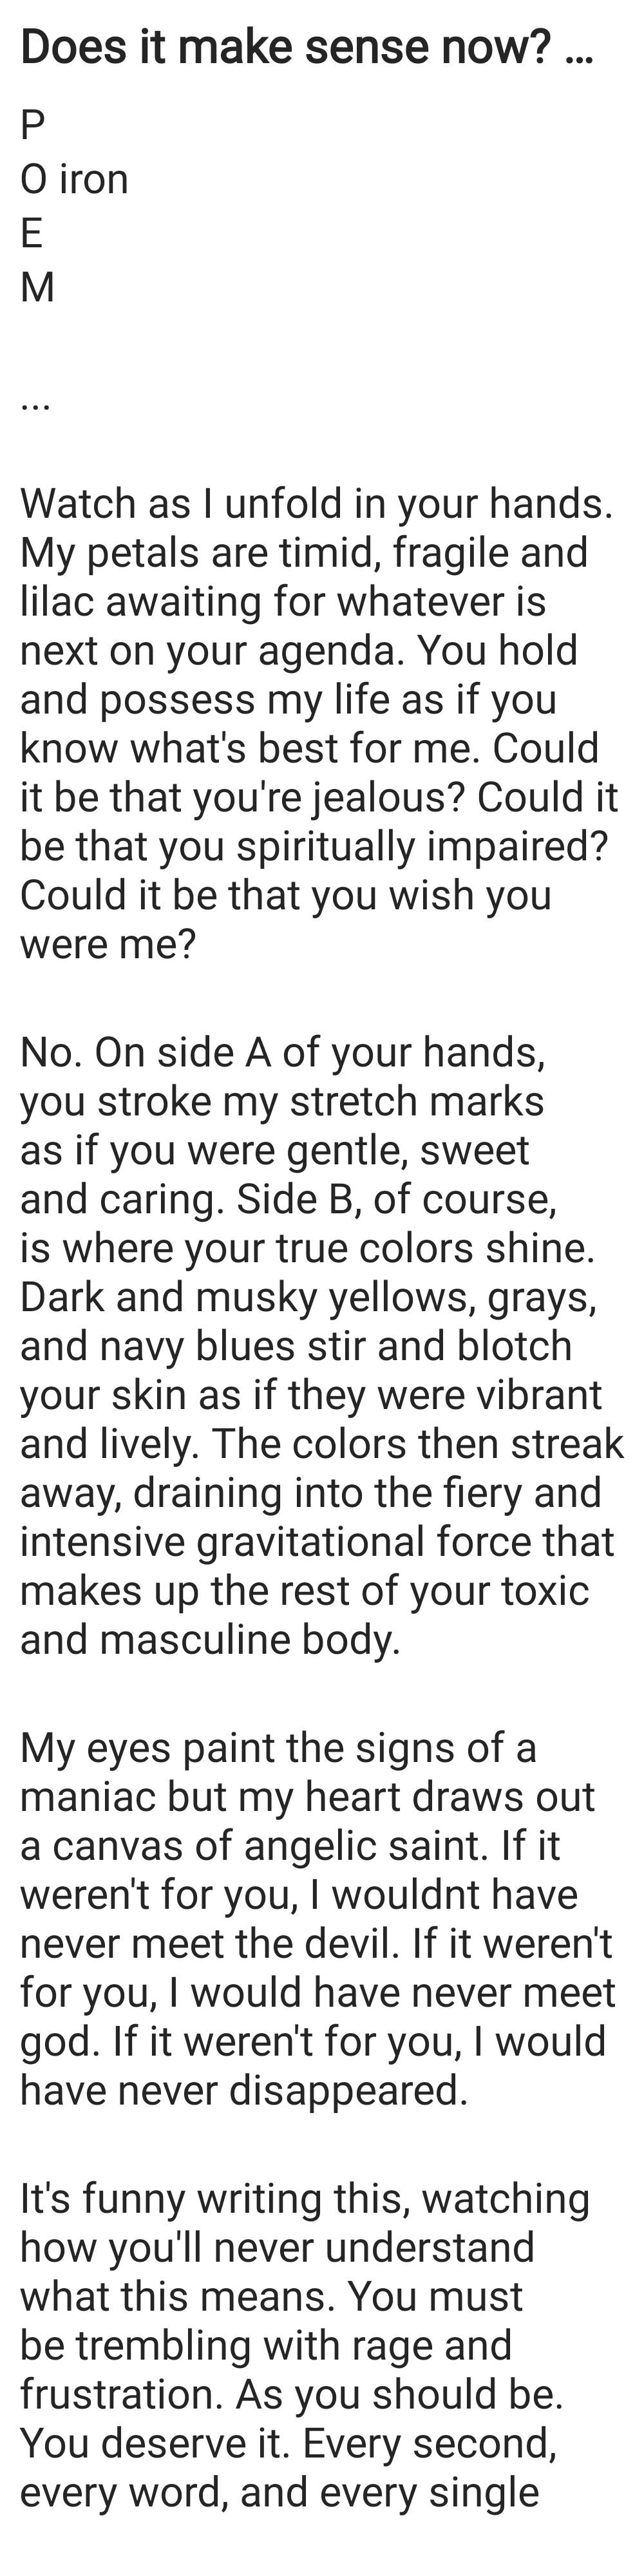 Does it make sense now? ...
P
O iron
E
M
...
Watch as I unfold in your hands.
My petals are timid, fragile and
lilac awaiting for whatever is
next on your agenda. You hold
and possess my life as if you
know what's best for me. Could
it be that you're jealous? Could it
be that you spiritually impaired?
Could it be that you wish you
were me?
No. On side A of your hands,
you stroke my stretch marks
as if you were gentle, sweet
and caring. Side B, of course,
is where your true colors shine.
Dark and musky yellows, grays,
and navy blues stir and blotch
your skin as if they were vibrant
and lively. The colors then streak
away, draining into the fiery and
intensive gravitational force that
makes up the rest of your toxic
and masculine body.
My eyes paint the signs of a
maniac but my heart draws out
a canvas of angelic saint. If it
weren't for you, I wouldnt have
never meet the devil. If it weren't
for you, I would have never meet
god. If it weren't for you, I would
have never disappeared.
It's funny writing this, watching
how you'll never understand
what this means. You must
be trembling with rage and
frustration. As you should be.
You deserve it. Every second,
every word, and every single